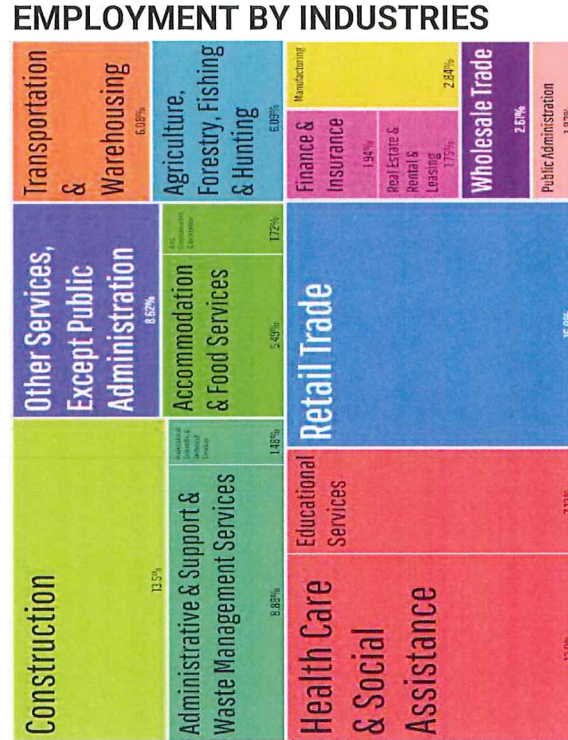 EMPLOYMENT BY INDUSTRIES
Transportation
&
Warehousing
6.08%
Agriculture,
Forestry, Fishing
& Hunting
6.09%
Manufacturing
2.84%
Finance &
Insurance
1.94%
Real Estate &
Rental &
Leasing
1.75%
Wholesale Trade
2.61%
Public Administration
Other Services,
Except Public
Administration
8.62%
1.72%
Accommodation
& Food Services
5.49%
Retail Trade
Construction
13.5%
1.48%
Administrative & Support &
Waste Management Services
8.88%
Educational
Services
Health Care
& Social
Assistance